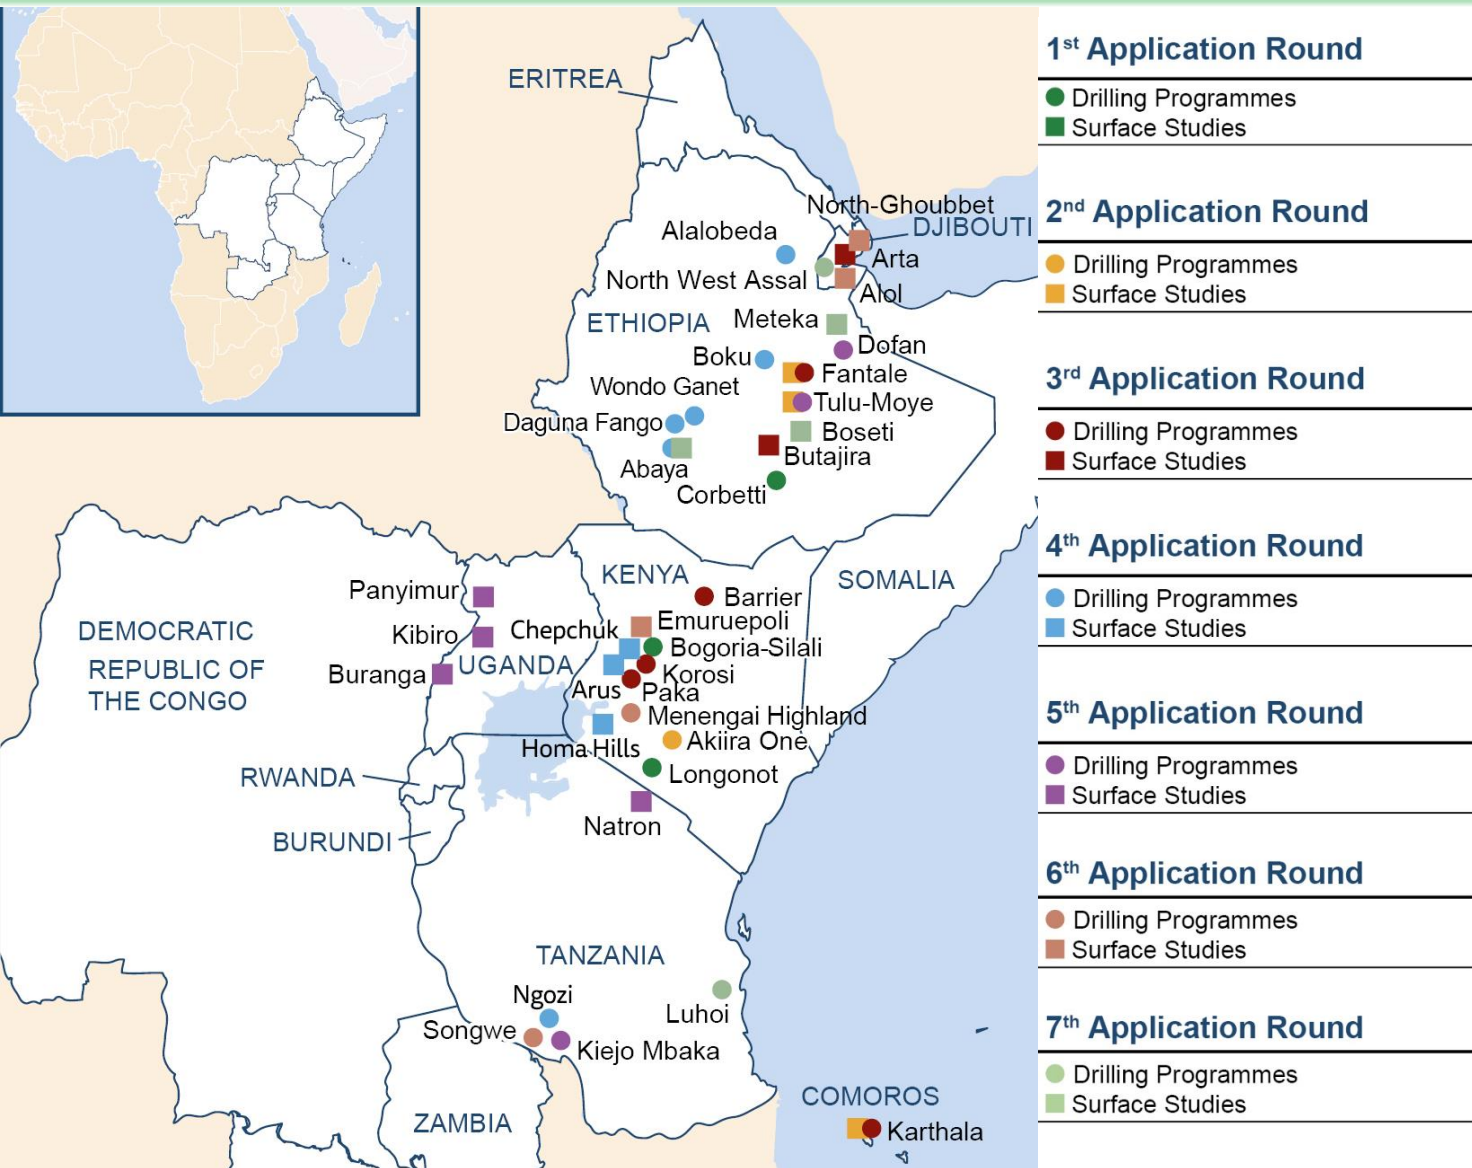 ERITREA
North-Ghoubbet
DJIBOUTI
Alalobeda
Arta
North West Assal
Alol
ETHIOPIA
Meteka
Dofan
Boku
Fantale
Wondo Ganet
Tulu-Moye
Daguna Fango
Boseti
Butajira
Abaya
Corbetti
KENYA
SOMALIA
Panyimur
Barrier
Emuruepoli
Kibiro
Chepchuk
Bogoria-Silali
DEMOCRATIC
REPUBLIC OF
THE CONGO
Buranga
UGANDA
Korosi
Arus
Paka
Menengai Highland
Akiira One
Homa Hills
Longonot
RWANDA
Natron
BURUNDI
TANZANIA
Ngozi
Luhoi
Songwe
Kiejo Mbaka
COMOROS
ZAMBIA
Karthala
1st Application Round
Drilling Programmes
Surface Studies
2nd Application Round
Drilling Programmes
Surface Studies
3rd Application Round
Drilling Programmes
Surface Studies
4th Application Round
Drilling Programmes
Surface Studies
5th Application Round
Drilling Programmes
Surface Studies
6th Application Round
Drilling Programmes
Surface Studies
7th Application Round
Drilling Programmes
Surface Studies